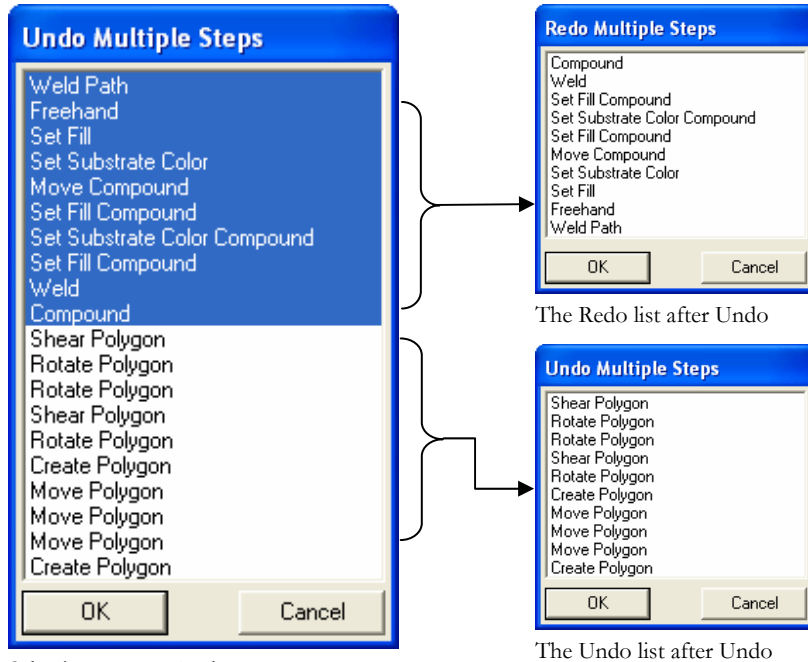 Undo Multiple Steps
Weld Path
Freehand
Set Fill
Set Substrate Color
Move Compound
Set Fill Compound
Set Substrate Color Compound
Set Fill Compound
Weld
Compound
Shear Polygon
Rotate Polygon
Rotate Polygon
Shear Polygon
Rotate Polygon
Create Polygon
Move Polygon
Move Polygon
Move Polygon
Create Polygon
OK
Cancel
Redo Multiple Steps
Compound
Weld
Set Fill Compound
Set Substrate Color Compound
Set Fill Compound
Move Compound
Set Substrate Color
Set Fill
Freehand
Weld Path
OK
Cancel
The Redo list after Undo
Undo Multiple Steps
Shear Polygon
Rotate Polygon
Rotate Polygon
Shear Polygon
Rotate Polygon
Create Polygon
Move Polygon
Move Polygon
Move Polygon
Create Polygon
OK
Cancel
The Undo list after Undo